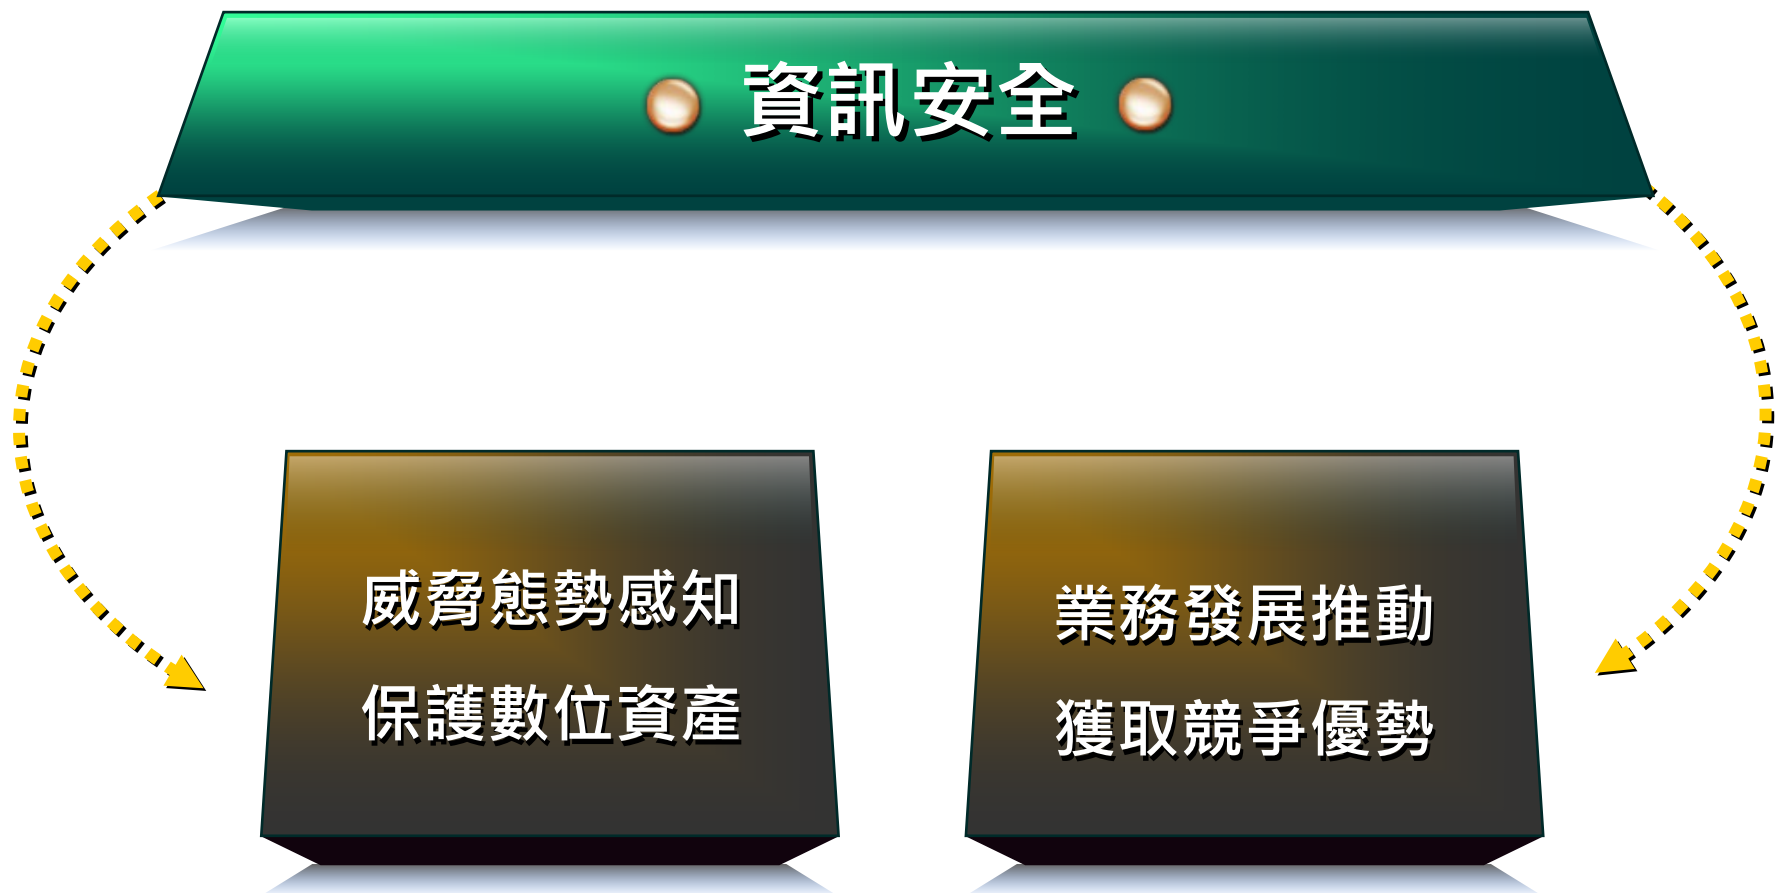 資訊安全
威脅態勢感知
保護數位資產
業務發展推動
獲取競爭優勢